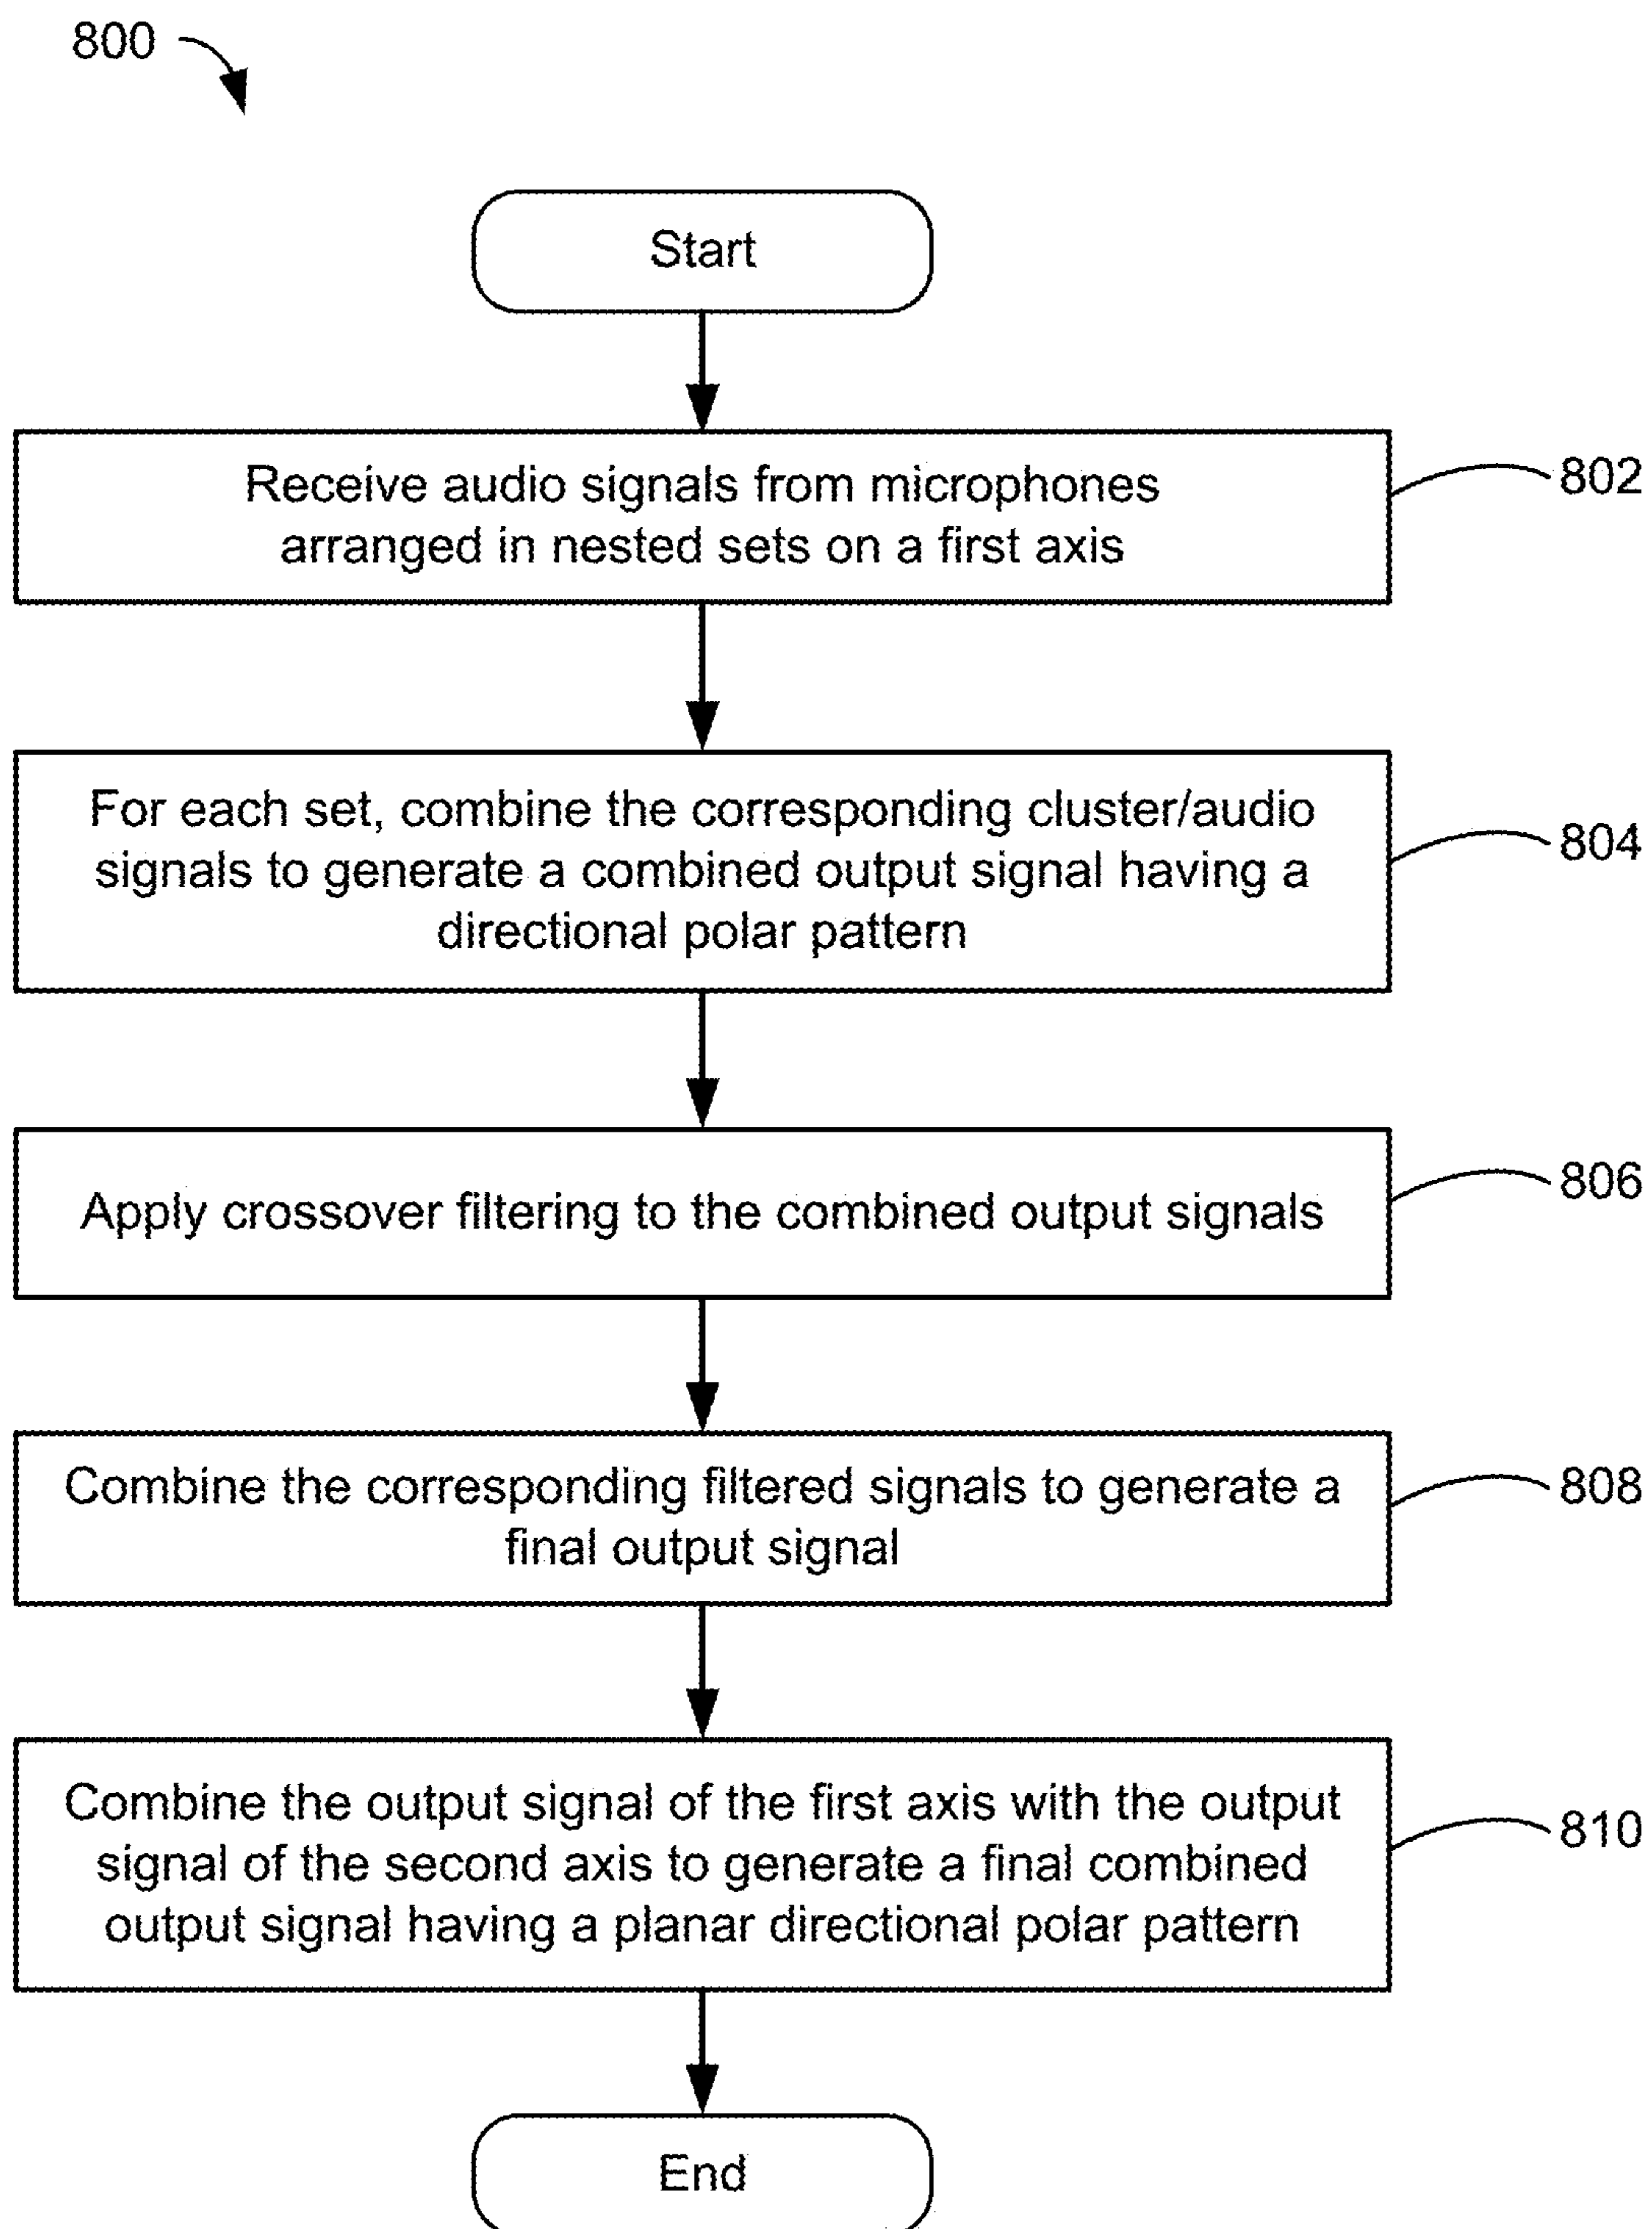 800
Start
Receive audio signals from microphones
arranged in nested sets on a first axis
802
For each set, combine the corresponding cluster/audio
signals to generate a combined output signal having a
directional polar pattern
804
Apply crossover filtering to the combined output signals
806
Combine the corresponding filtered signals to generate a
final output signal
808
Combine the output signal of the first axis with the output
signal of the second axis to generate a final combined
output signal having a planar directional polar pattern
810
End